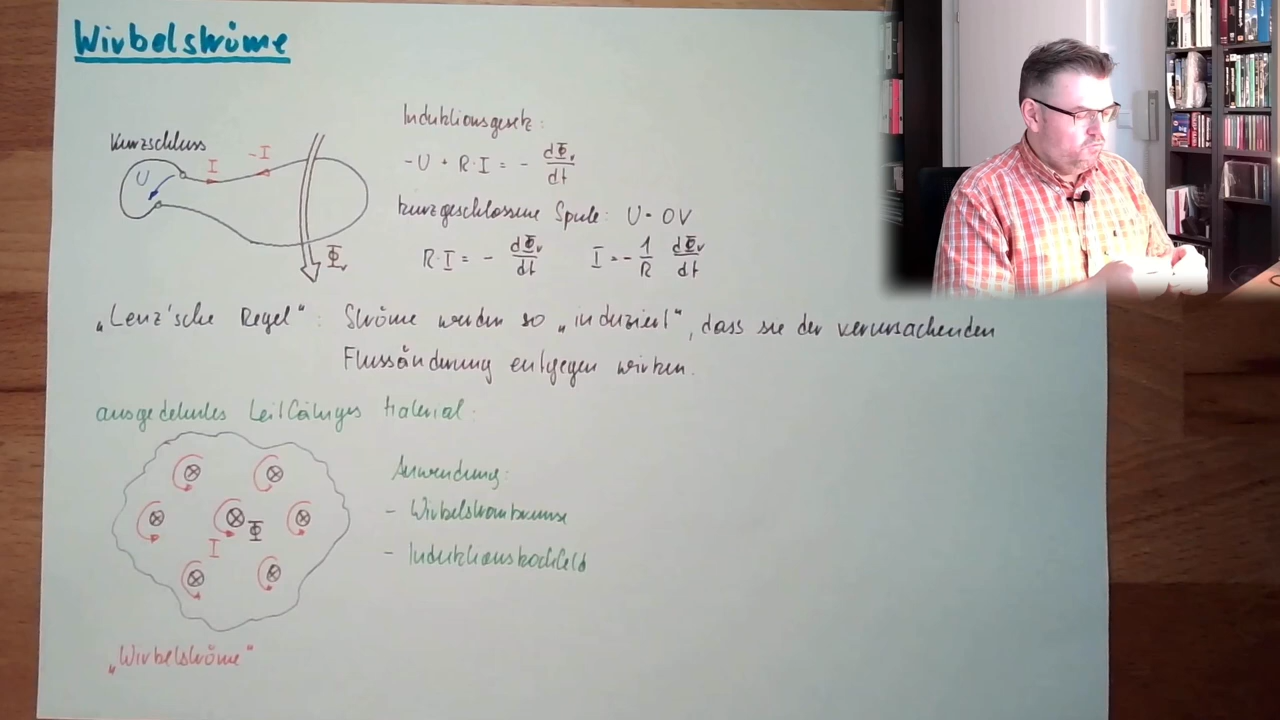 Wirbelströme
Kurzschluss
U
I
-I
Φᵥ
Induktionsgesetz:
-U + R·I = - dΦᵥ/dt
kurzgeschlossene Spule: U = 0V
R·I = - dΦᵥ/dt I = - 1/R dΦᵥ/dt
„Lenz'sche Regel“: Ströme werden so „induziert“, dass sie der verursachenden
Flussänderung entgegen wirken.
ausgedehntes leitfähiges Material:
Φ
I
„Wirbelströme“
Anwendung:
- Wirbelstrombremse
- Induktionskochfeld